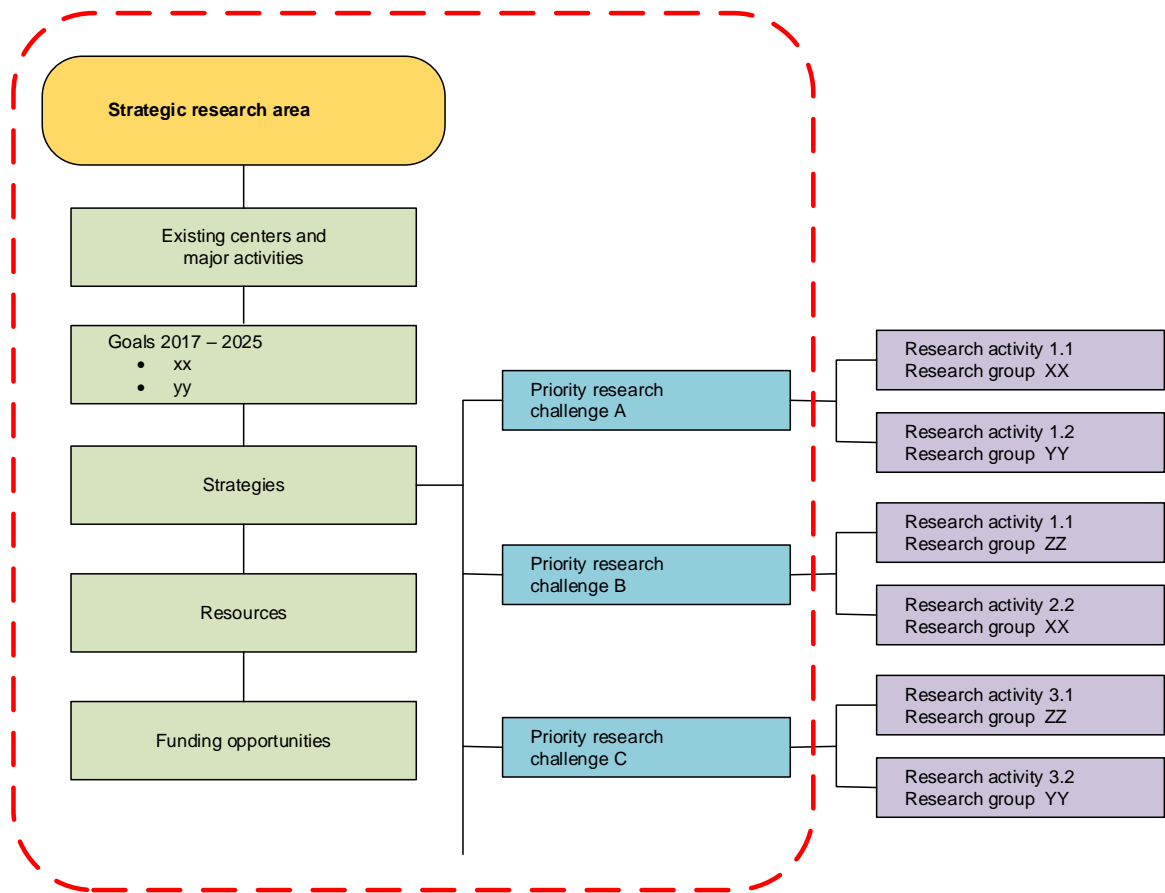 Strategic research area
Existing centers and
major activities
Goals 2017 – 2025
• xx
• yy
Strategies
Resources
Funding opportunities
Priority research
challenge A
Priority research
challenge B
Priority research
challenge C
Research activity 1.1
Research group XX
Research activity 1.2
Research group YY
Research activity 1.1
Research group ZZ
Research activity 2.2
Research group XX
Research activity 3.1
Research group ZZ
Research activity 3.2
Research group YY